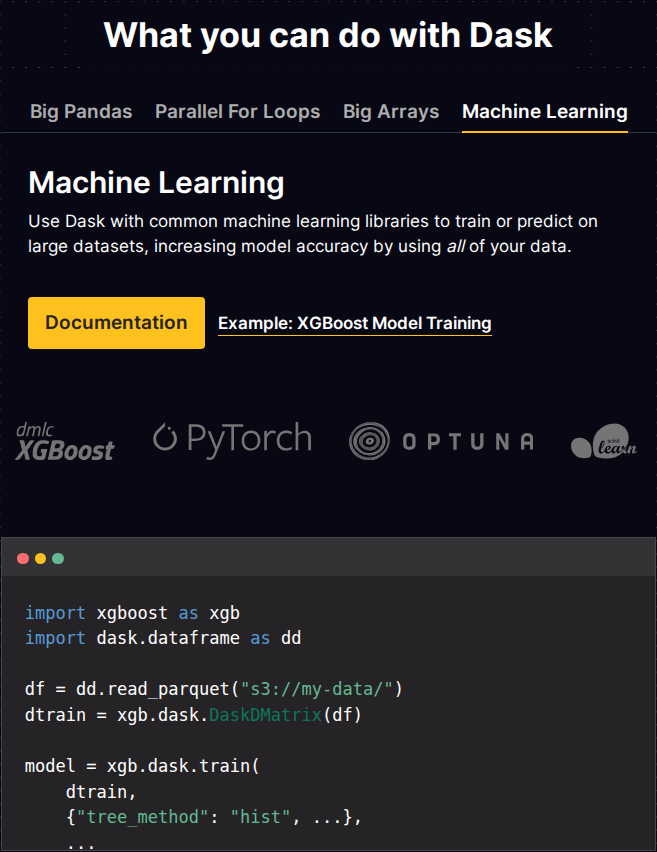 What you can do with Dask
Big Pandas Parallel For Loops Big Arrays Machine Learning
Machine Learning
Use Dask with common machine learning libraries to train or predict on
large datasets, increasing model accuracy by using all of your data.
Documentation Example: XGBoost Model Training
dmlc
XGBoost PyTorch OPTUNA scikit
learn
import xgboost as xgb
import dask.dataframe as dd
df = dd.read_parquet("s3://my-data/")
dtrain = xgb.dask.DaskDMatrix(df)
model = xgb.dask.train(
    dtrain,
    {"tree_method": "hist", ...},
    ...